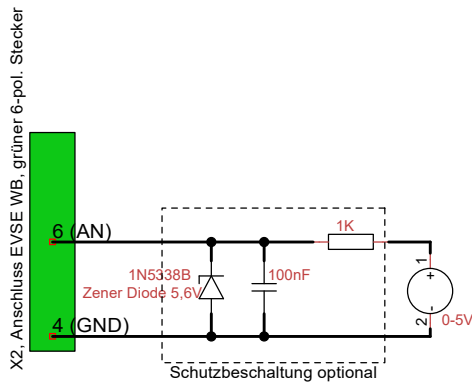 X2, Anschluss EVSE WB, grüner 6-pol. Stecker
6 (AN)
1K
1
1N5338B
Zener Diode 5,6V
100nF
+
-
0-5V
2
4 (GND)
Schutzbeschaltung optional